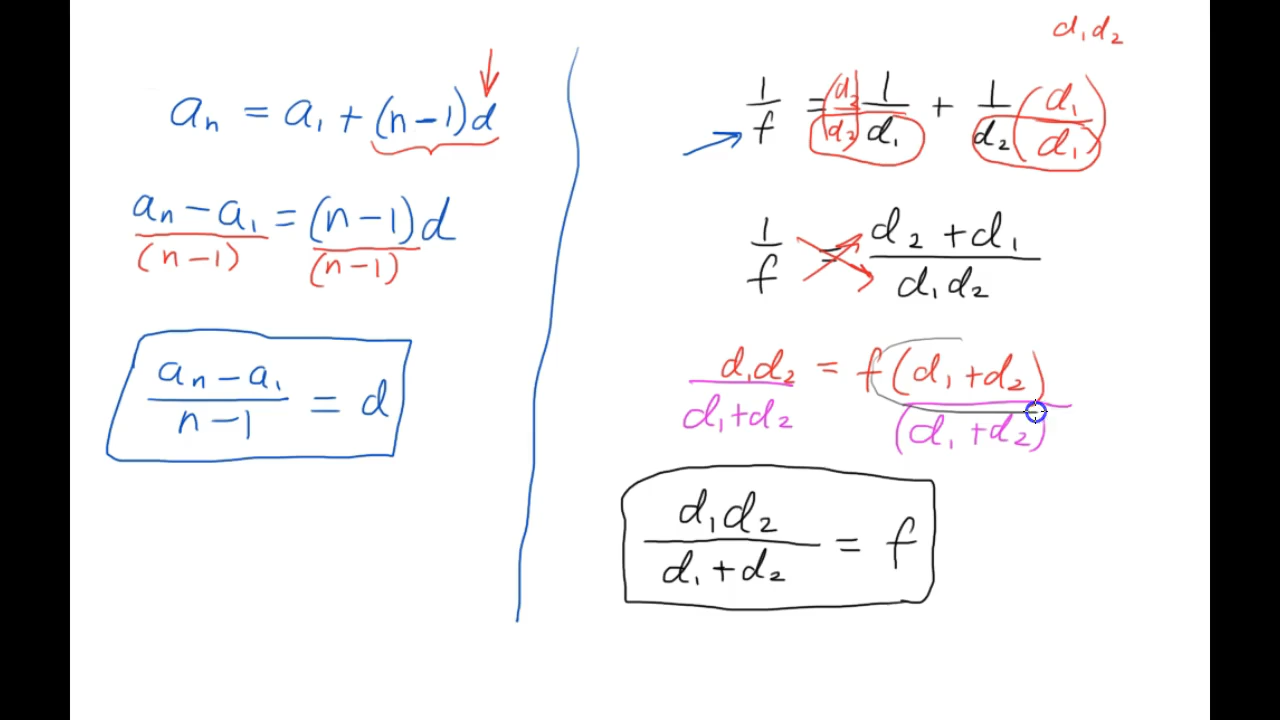 aₙ = a₁ + (n-1)d
aₙ - a₁ = (n-1)d
(n-1) (n-1)
aₙ - a₁
n-1
= d
d₁d₂
1/f = (d₂/d₂) 1/d₁ + 1/d₂ (d₁/d₁)
1/f = d₂ + d₁
d₁d₂
d₁d₂ = f(d₁+d₂)
d₁+d₂ (d₁+d₂)
d₁d₂
d₁+d₂
= f